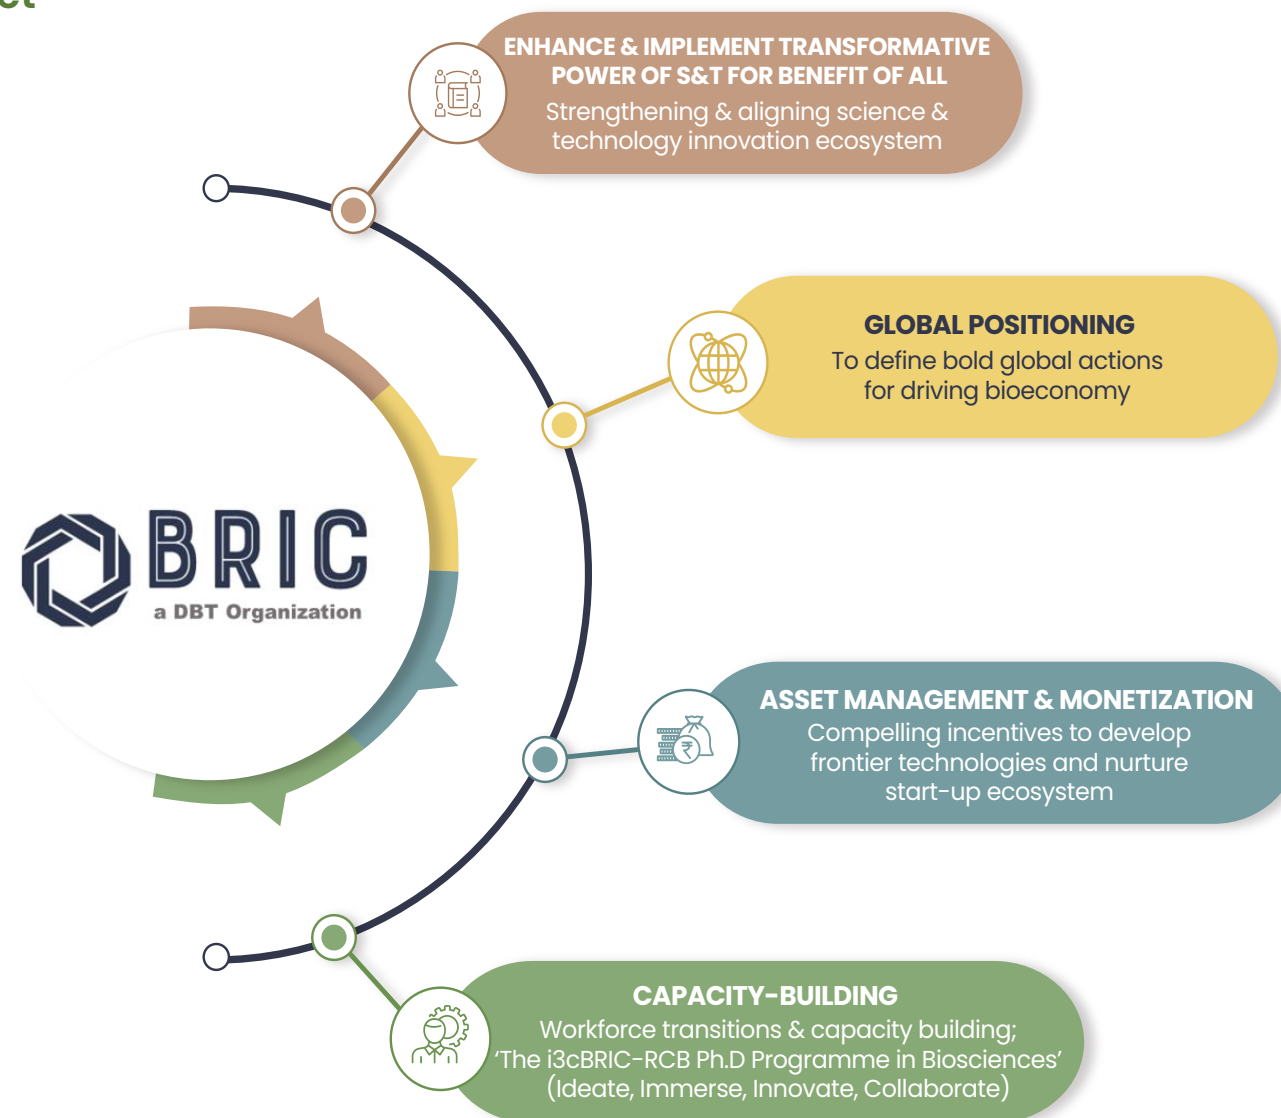 ENHANCE & IMPLEMENT TRANSFORMATIVE
POWER OF S&T FOR BENEFIT OF ALL
Strengthening & aligning science &
technology innovation ecosystem
GLOBAL POSITIONING
To define bold global actions
for driving bioeconomy
BRIC
a DBT Organization
ASSET MANAGEMENT & MONETIZATION
Compelling incentives to develop
frontier technologies and nurture
start-up ecosystem
₹
CAPACITY-BUILDING
Workforce transitions & capacity building;
‘The i3cBRIC-RCB Ph.D Programme in Biosciences’
(Ideate, Immerse, Innovate, Collaborate)